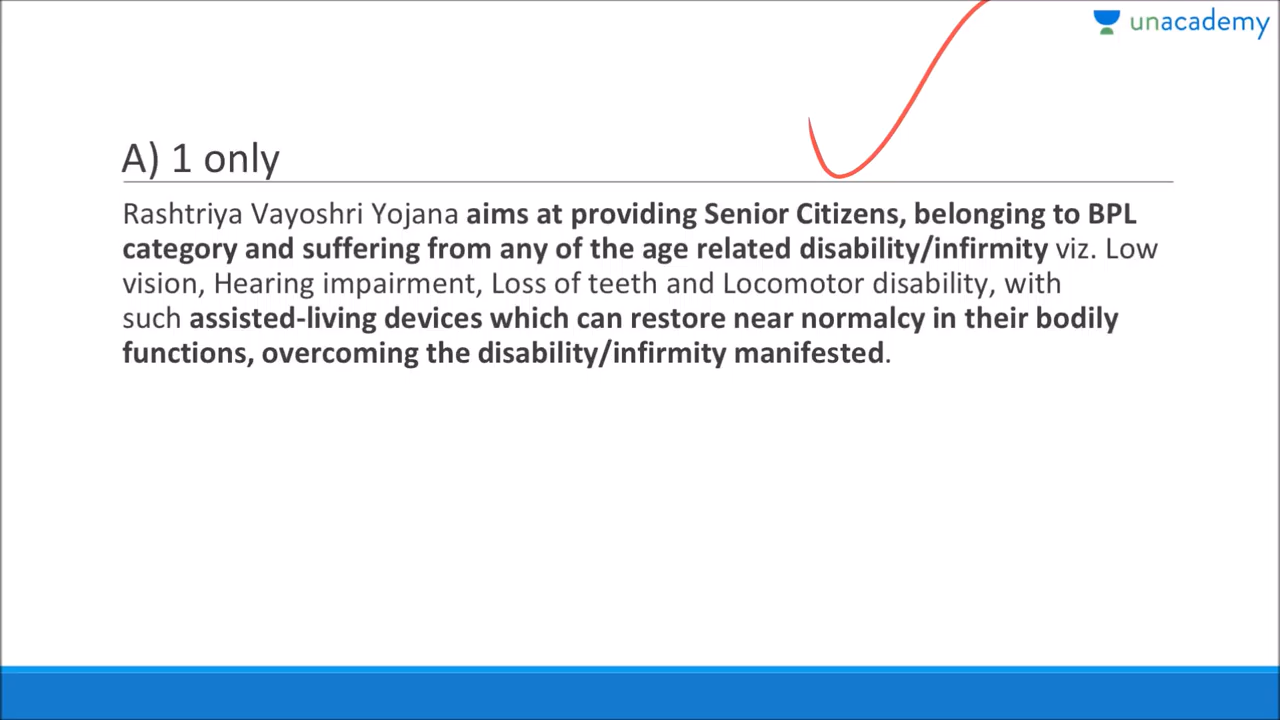 unacademy
A) 1 only
Rashtriya Vayoshri Yojana aims at providing Senior Citizens, belonging to BPL
category and suffering from any of the age related disability/infirmity viz. Low
vision, Hearing impairment, Loss of teeth and Locomotor disability, with
such assisted-living devices which can restore near normalcy in their bodily
functions, overcoming the disability/infirmity manifested.